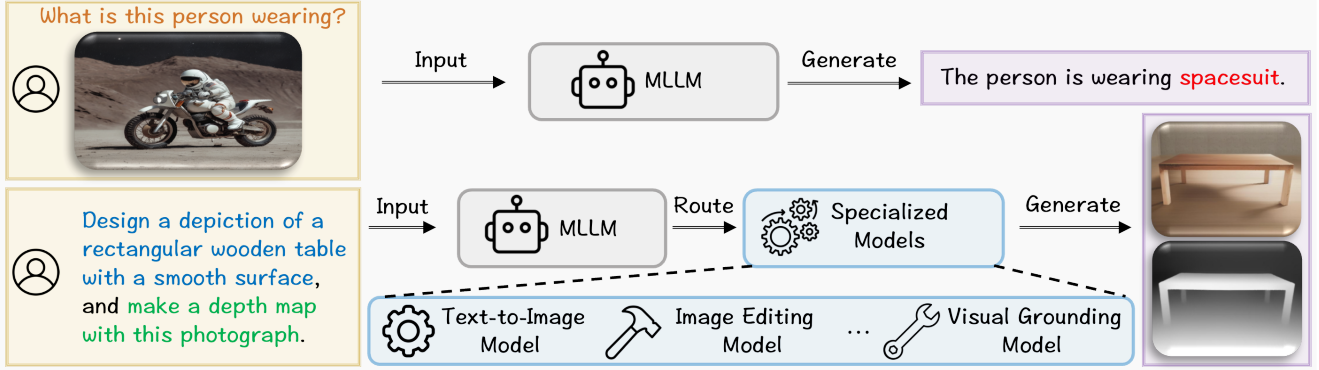 What is this person wearing?
Input
MLLM
Generate
The person is wearing spacesuit.
Design a depiction of a
rectangular wooden table
with a smooth surface,
and make a depth map
with this photograph.
Input
MLLM
Route
Specialized
Models
Generate
Text-to-Image
Model
Image Editing
Model
...
Visual Grounding
Model